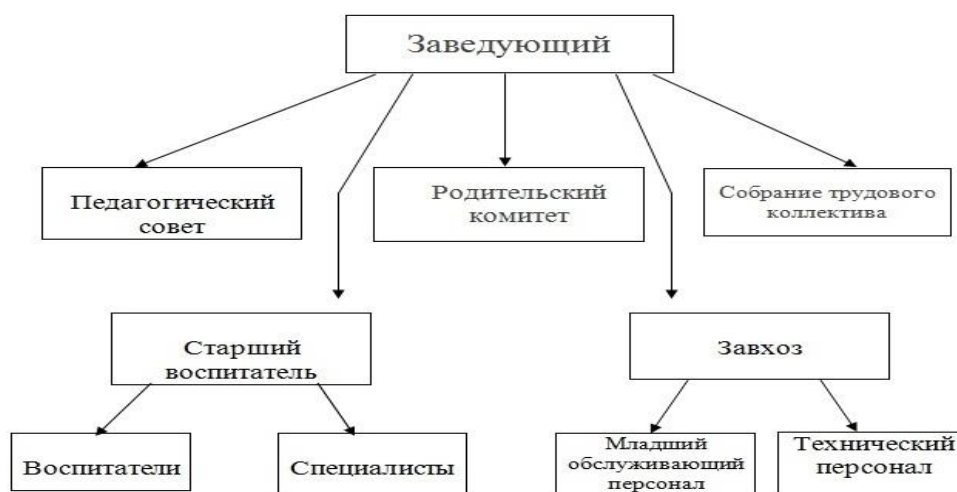 Заведующий
Педагогический
совет
Родительский
комитет
Собрание трудового
коллектива
Старший
воспитатель
Завхоз
Воспитатели
Специалисты
Младший
обслуживающий
персонал
Технический
персонал